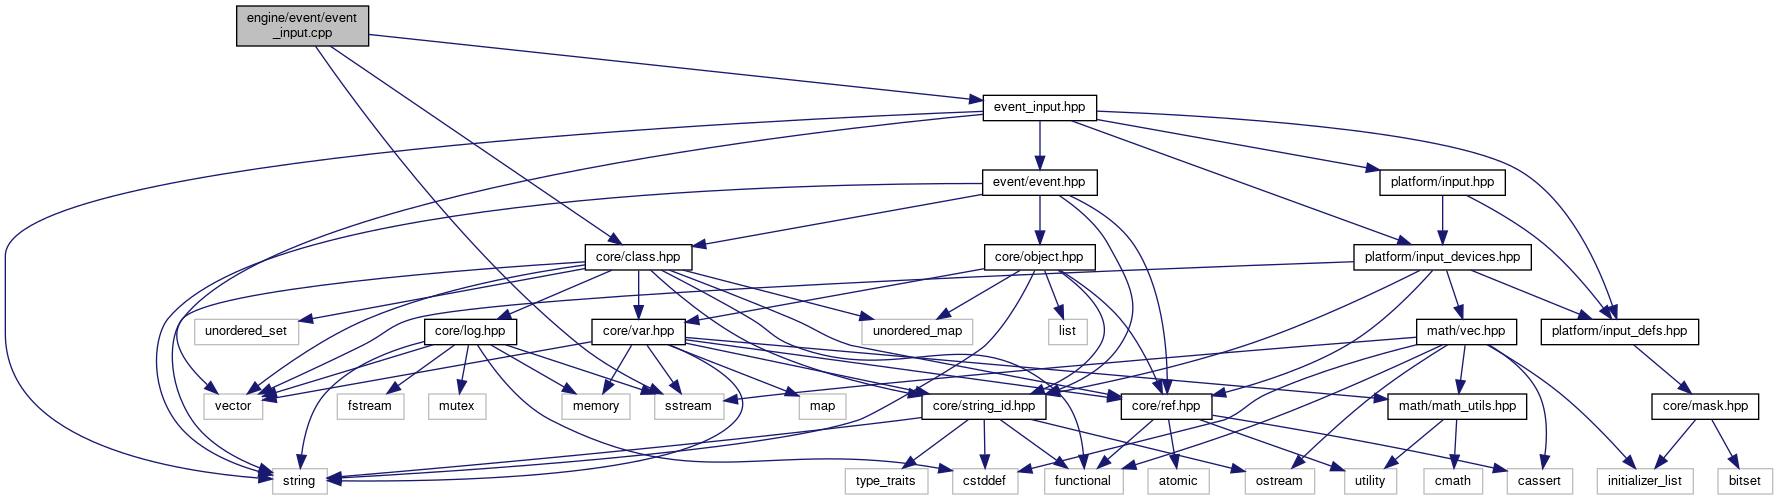 engine/event/event
_input.cpp
event_input.hpp
event/event.hpp
platform/input.hpp
core/class.hpp
core/object.hpp
platform/input_devices.hpp
unordered_set
core/log.hpp
core/var.hpp
unordered_map
list
math/vec.hpp
platform/input_defs.hpp
vector
fstream
mutex
memory
sstream
map
core/string_id.hpp
core/ref.hpp
math/math_utils.hpp
core/mask.hpp
string
type_traits
cstddef
functional
atomic
ostream
utility
cmath
cassert
initializer_list
bitset